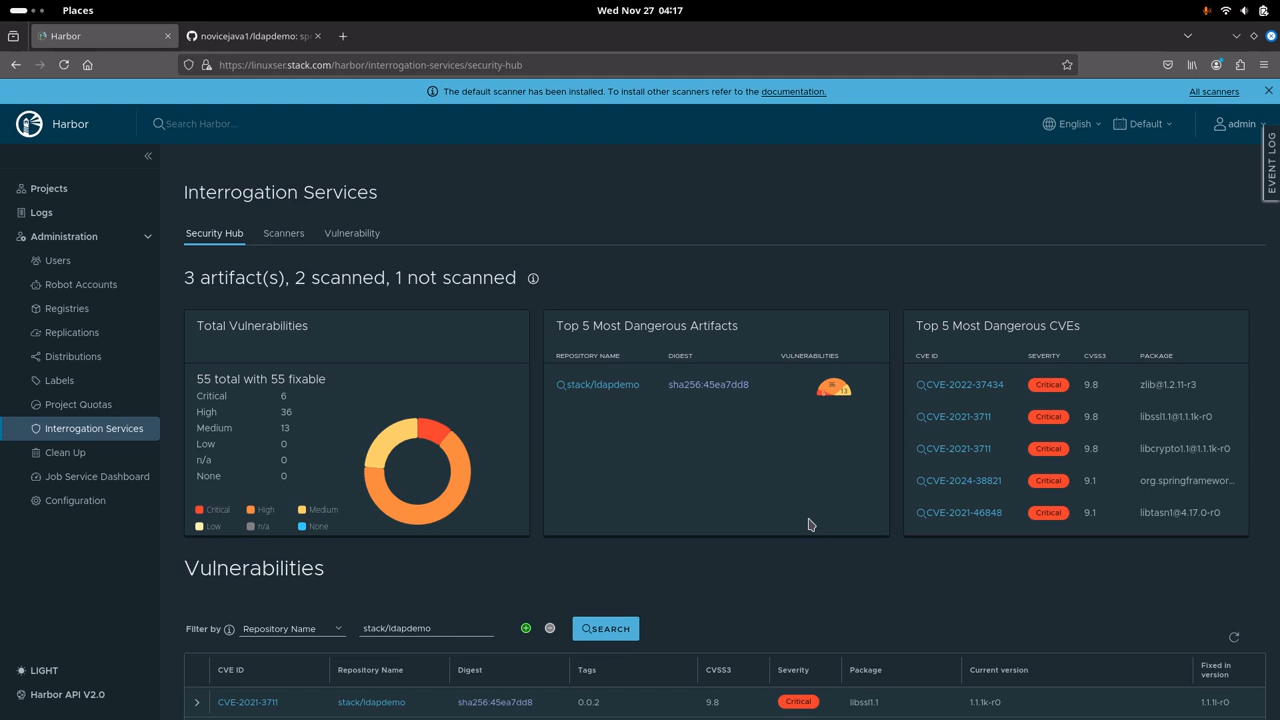 Places
Wed Nov 27 04:17
Harbor
novicejava1/ldapdemo: sp
https://linuxser.stack.com/harbor/interrogation-services/security-hub
The default scanner has been installed. To install other scanners refer to the documentation.
All scanners
Harbor
Search Harbor...
English
Default
admin
EVENT LOG
Projects
Logs
Administration
Users
Robot Accounts
Registries
Replications
Distributions
Labels
Project Quotas
Interrogation Services
Clean Up
Job Service Dashboard
Configuration
LIGHT
Harbor API V2.0
Interrogation Services
Security Hub Scanners Vulnerability
3 artifact(s), 2 scanned, 1 not scanned
Total Vulnerabilities
55 total with 55 fixable
Critical 6
High 36
Medium 13
Low 0
n/a 0
None 0
Critical High Medium
Low n/a None
Top 5 Most Dangerous Artifacts
REPOSITORY NAME DIGEST VULNERABILITIES
stack/ldapdemo sha256:45ea7dd8 36 13
Top 5 Most Dangerous CVEs
CVE ID SEVERITY CVSS3 PACKAGE
CVE-2022-37434 Critical 9.8 zlib@1.2.11-r3
CVE-2021-3711 Critical 9.8 libssl1.1@1.1.1k-r0
CVE-2021-3711 Critical 9.8 libcrypto1.1@1.1.1k-r0
CVE-2024-38821 Critical 9.1 org.springframewor...
CVE-2021-46848 Critical 9.1 libtasn1@4.17.0-r0
Vulnerabilities
Filter by Repository Name stack/ldapdemo SEARCH
CVE ID Repository Name Digest Tags CVSS3 Severity Package Current version Fixed in version
CVE-2021-3711 stack/ldapdemo sha256:45ea7dd8 0.0.2 9.8 Critical libssl1.1 1.1.1k-r0 1.1.1l-r0